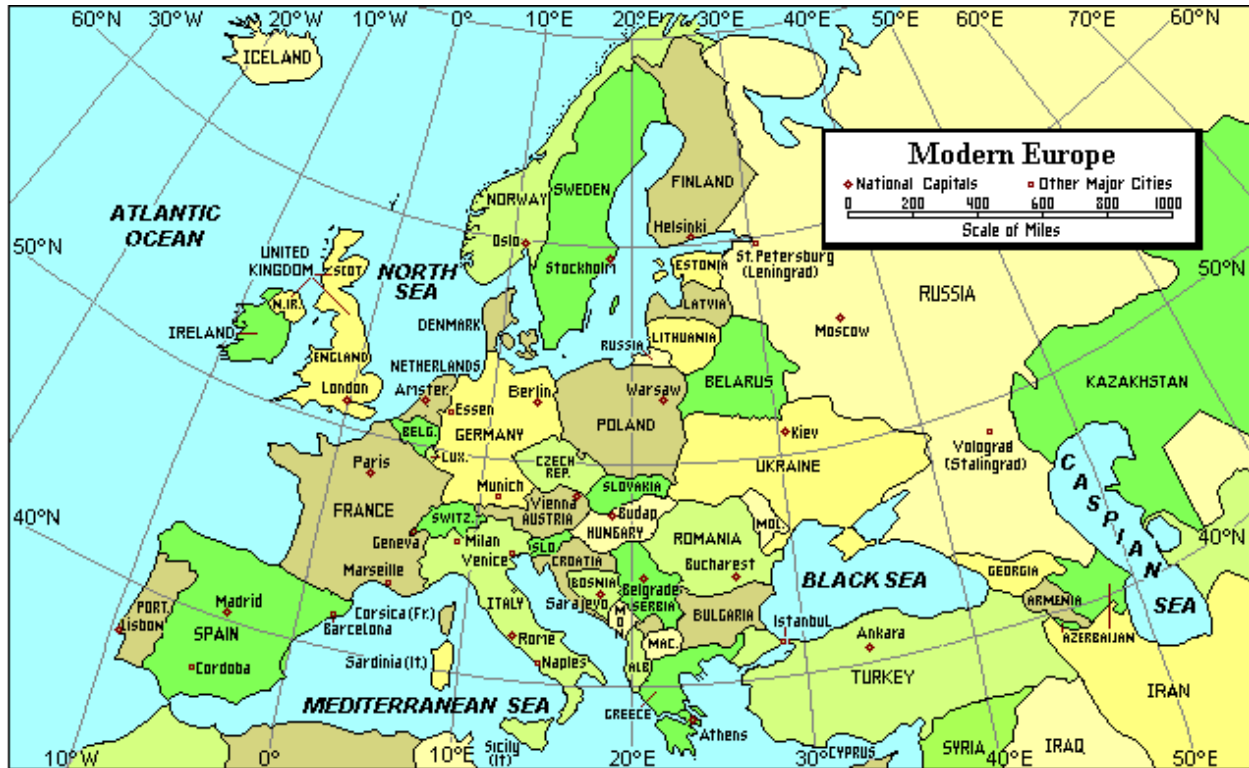 60°N 30°W 20°W 10°W 0° 10°E 20°E 30°E 40°E 50°E 60°E 70°E 60°N
ICELAND
Modern Europe
National Capitals
Other Major Cities
0 200 400 600 800 1000
Scale of Miles
ATLANTIC
OCEAN
50°N
UNITED
KINGDOM
SCOT.
N.IR.
IRELAND
ENGLAND
London
NORTH
SEA
NORWAY
Oslo
SWEDEN
Stockholm
FINLAND
Helsinki
St.Petersburg
(Leningrad)
ESTONIA
LATVIA
LITHUANIA
RUSSIA
RUSSIA
Moscow
50°N
DENMARK
NETHERLANDS
Amster.
Essen
Berlin
GERMANY
BELG.
LUX.
Munich
Warsaw
POLAND
BELARUS
Kiev
UKRAINE
KAZAKHSTAN
Volograd
(Stalingrad)
CASPIAN
SEA
40°N
Paris
FRANCE
CZECH
REP.
SLOVAKIA
Vienna
AUSTRIA
SWITZ.
Geneva
Budap
HUNGARY
MOL.
ROMANIA
Bucharest
40°N
Marseille
Milan
Venice
SLO.
CROATIA
BOSNIA
Sarajevo
Belgrade
SERBIA
MON
BULGARIA
MAC.
ALB
BLACK SEA
GEORGIA
ARMENIA
AZERBAIJAN
PORT.
Lisbon
Madrid
SPAIN
Cordoba
Barcelona
Corsica (Fr.)
Sardinia (It.)
ITALY
Rome
Naples
Sicily
(It)
MEDITERRANEAN SEA
GREECE
Athens
Istanbul
Ankara
TURKEY
CYPRUS
SYRIA
IRAQ
IRAN
10°W 0° 10°E 20°E 30°E 40°E 50°E